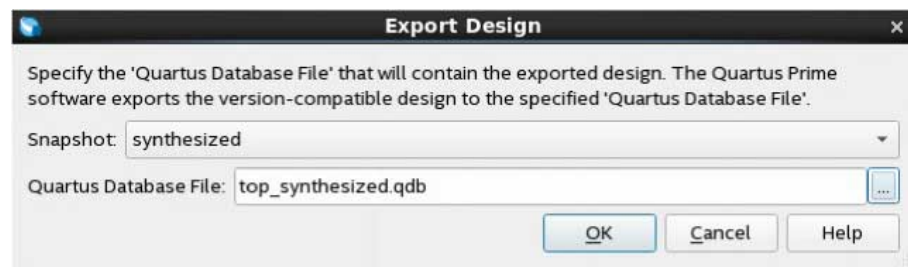 Export Design
Specify the 'Quartus Database File' that will contain the exported design. The Quartus Prime
software exports the version-compatible design to the specified 'Quartus Database File'.
Snapshot: synthesized
Quartus Database File: top_synthesized.qdb ...
OK Cancel Help